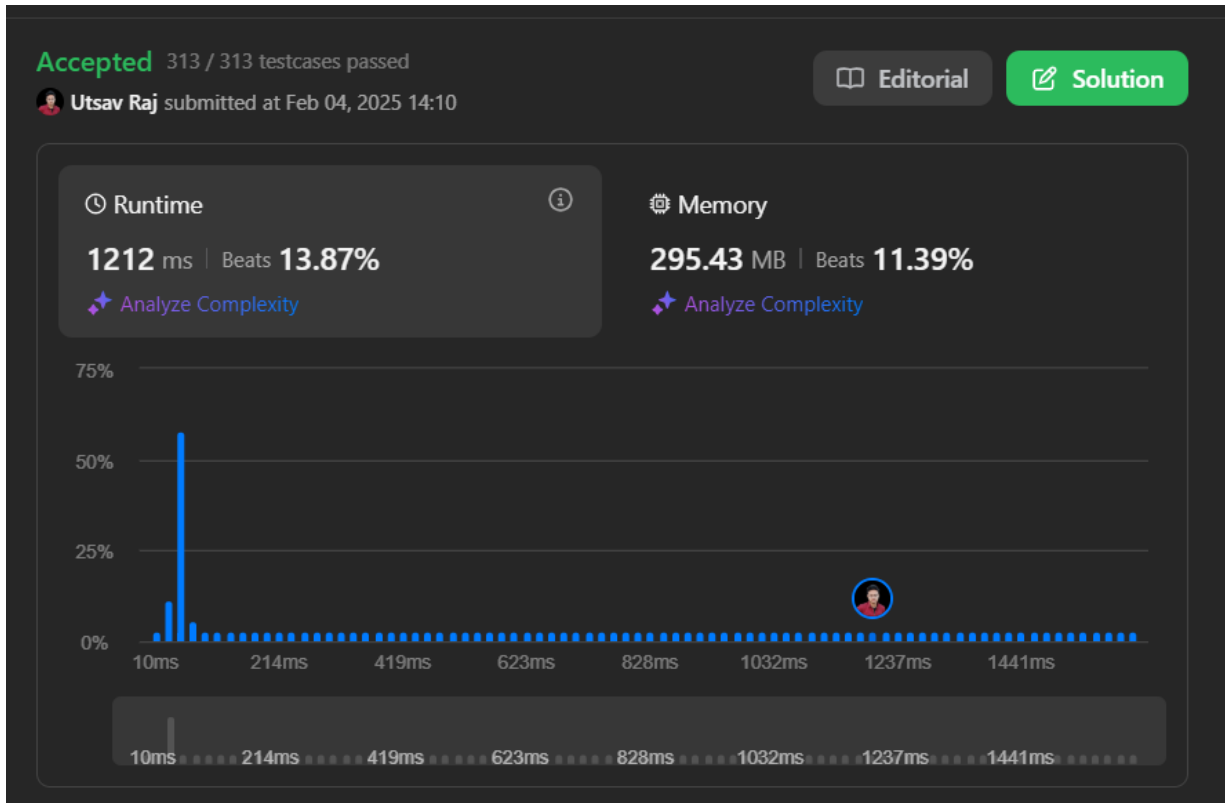 Accepted 313 / 313 testcases passed
Editorial
Solution
Utsav Raj submitted at Feb 04, 2025 14:10
Runtime
1212 ms | Beats 13.87%
Analyze Complexity
Memory
295.43 MB | Beats 11.39%
Analyze Complexity
75%
50%
25%
0%
10ms 214ms 419ms 623ms 828ms 1032ms 1237ms 1441ms
10ms 214ms 419ms 623ms 828ms 1032ms 1237ms 1441ms